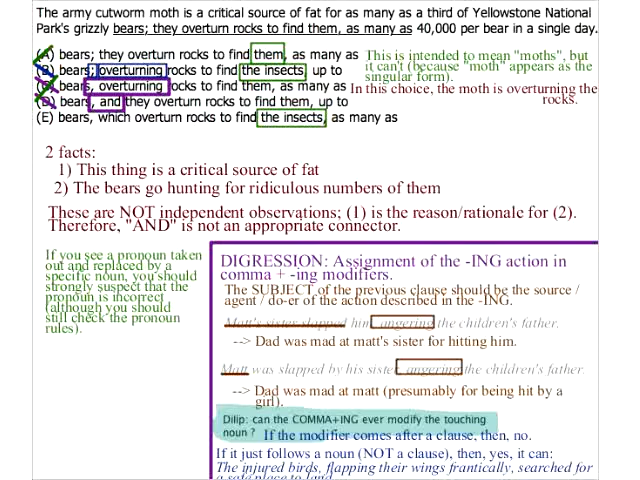 The army cutworm moth is a critical source of fat for as many as a third of Yellowstone National
Park's grizzly bears; they overturn rocks to find them, as many as 40,000 per bear in a single day.
(A) bears; they overturn rocks to find them, as many as
(B) bears; overturning rocks to find the insects, up to
(C) bears, overturning rocks to find them, as many as
(D) bears, and they overturn rocks to find them, up to
(E) bears, which overturn rocks to find the insects, as many as
This is intended to mean "moths", but
it can't (because "moth" appears as the
singular form).
In this choice, the moth is overturning the
rocks.
2 facts:
1) This thing is a critical source of fat
2) The bears go hunting for ridiculous numbers of them
These are NOT independent observations; (1) is the reason/rationale for (2).
Therefore, "AND" is not an appropriate connector.
If you see a pronoun taken
out and replaced by a
specific noun, you should
strongly suspect that the
pronoun is incorrect
(although you should
still check the pronoun
rules).
DIGRESSION: Assignment of the -ING action in
comma + -ing modifiers.
The SUBJECT of the previous clause should be the source /
agent / do-er of the action described in the -ING.
Matt's sister slapped him, angering the children's father.
--> Dad was mad at matt's sister for hitting him.
Matt was slapped by his sister, angering the children's father.
--> Dad was mad at matt (presumably for being hit by a
girl).
Dilip: can the COMMA+ING ever modify the touching
noun ? If the modifier comes after a clause, then, no.
If it just follows a noun (NOT a clause), then, yes, it can:
The injured birds, flapping their wings frantically, searched for
a safe place to land.